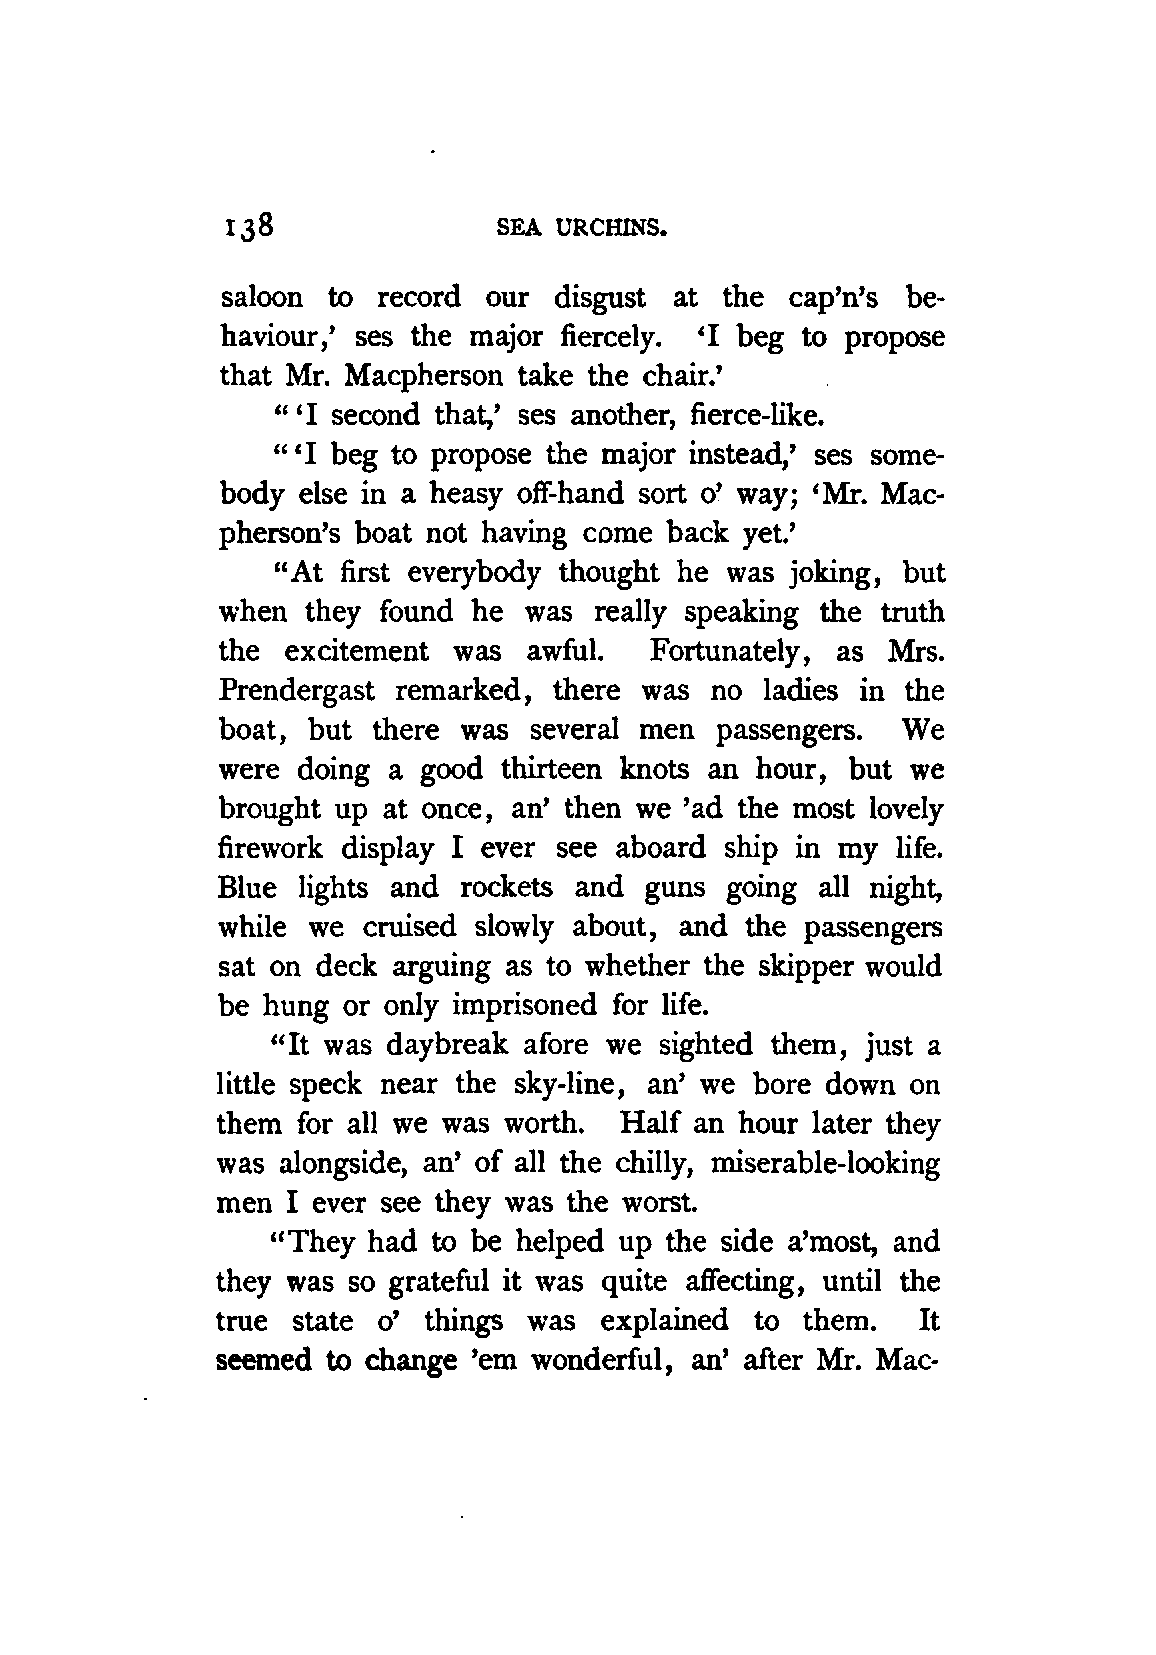 138 SEA URCHINS.
saloon to record our disgust at the cap’n’s be-
haviour,’ ses the major fiercely. ‘I beg to propose
that Mr. Macpherson take the chair.’
“ ‘I second that,’ ses another, fierce-like.
“ ‘I beg to propose the major instead,’ ses some-
body else in a heasy off-hand sort o’ way; ‘Mr. Mac-
pherson’s boat not having come back yet.’
“At first everybody thought he was joking, but
when they found he was really speaking the truth
the excitement was awful. Fortunately, as Mrs.
Prendergast remarked, there was no ladies in the
boat, but there was several men passengers. We
were doing a good thirteen knots an hour, but we
brought up at once, an’ then we ’ad the most lovely
firework display I ever see aboard ship in my life.
Blue lights and rockets and guns going all night,
while we cruised slowly about, and the passengers
sat on deck arguing as to whether the skipper would
be hung or only imprisoned for life.
“It was daybreak afore we sighted them, just a
little speck near the sky-line, an’ we bore down on
them for all we was worth. Half an hour later they
was alongside, an’ of all the chilly, miserable-looking
men I ever see they was the worst.
“They had to be helped up the side a’most, and
they was so grateful it was quite affecting, until the
true state o’ things was explained to them. It
seemed to change ’em wonderful, an’ after Mr. Mac-